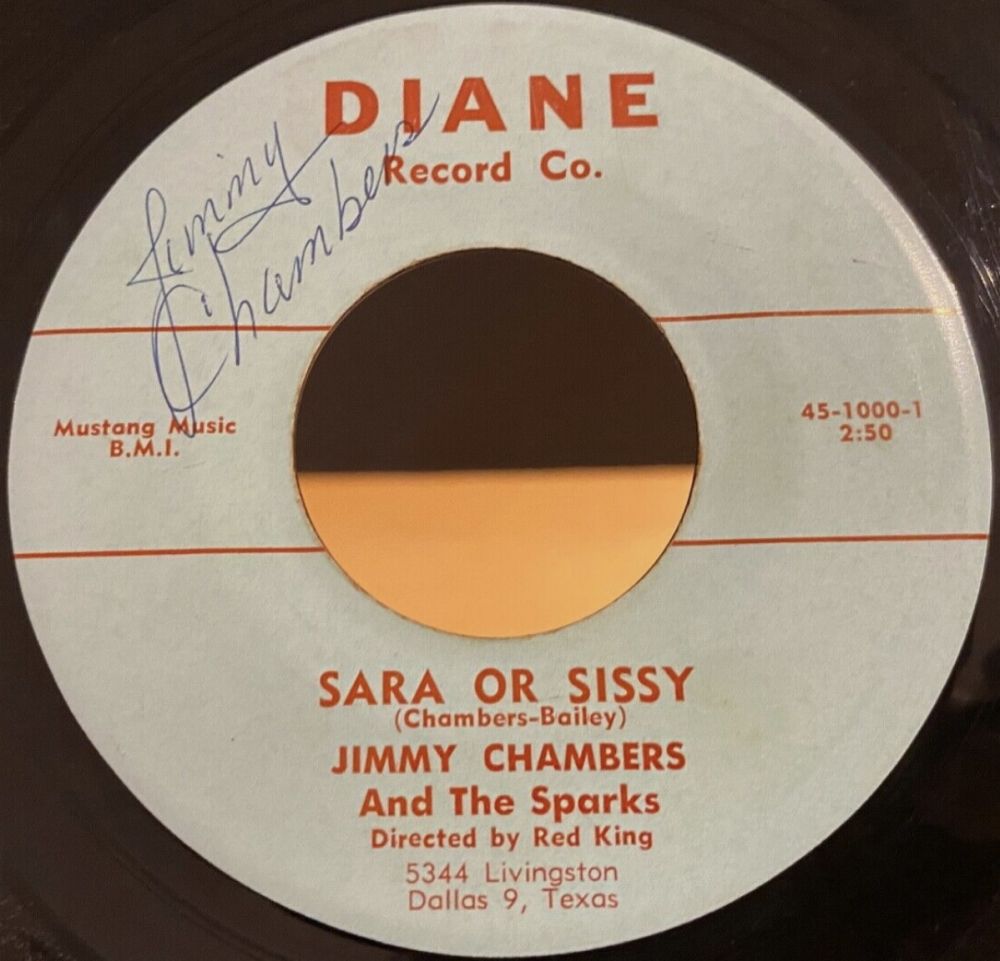 DIANE
Record Co.
Jimmy
Chambers
Mustang Music
B.M.I.
45-1000-1
2:50
SARA OR SISSY
(Chambers-Bailey)
JIMMY CHAMBERS
And The Sparks
Directed by Red King
5344 Livingston
Dallas 9, Texas